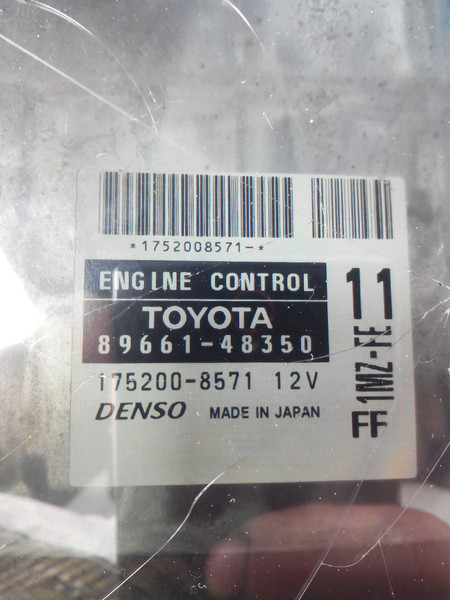 *1752008571-*
ENGINE CONTROL
TOYOTA
89661-48350
175200-8571 12V
DENSO MADE IN JAPAN
11
1MZ-FE
FF